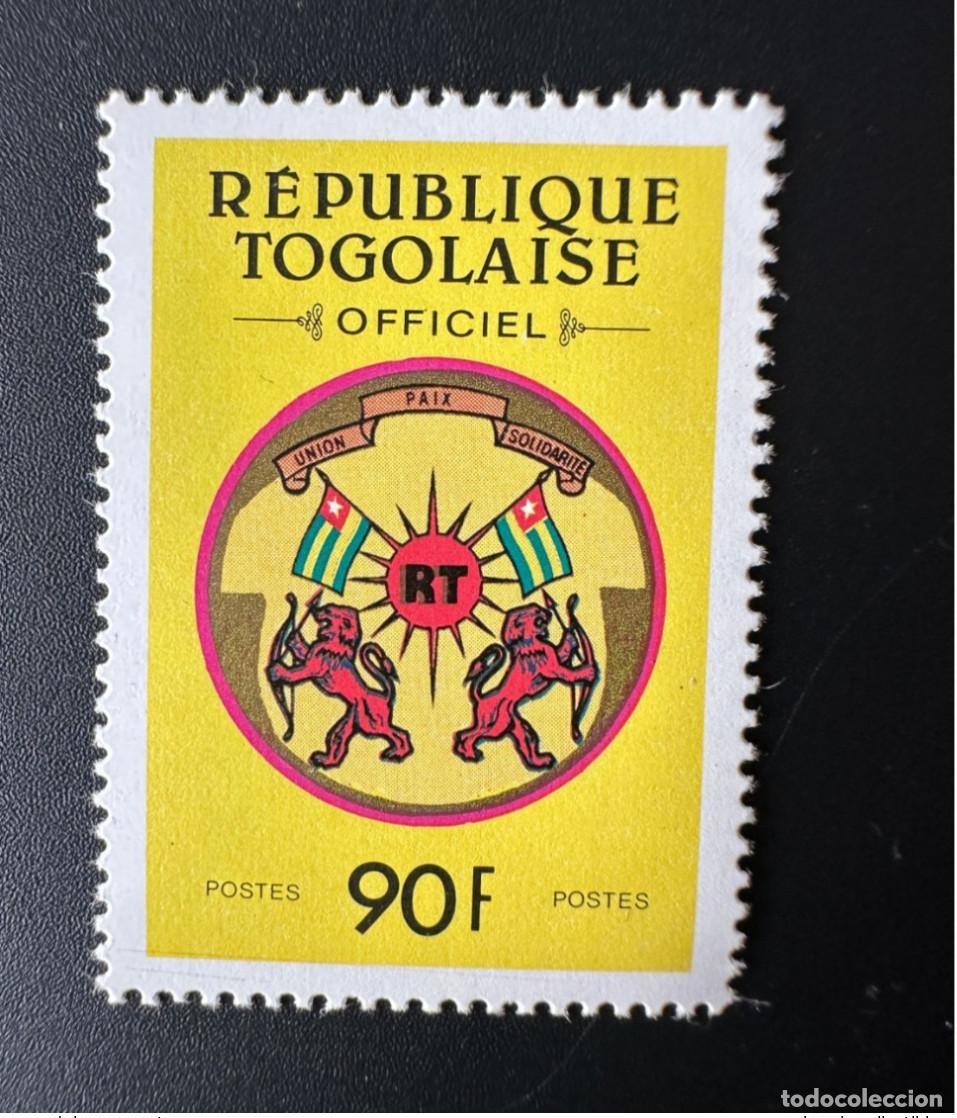 RÉPUBLIQUE
TOGOLAISE
OFFICIEL
PAIX
UNION
SOLIDARITÉ
RT
POSTES 90F POSTES
todocoleccion